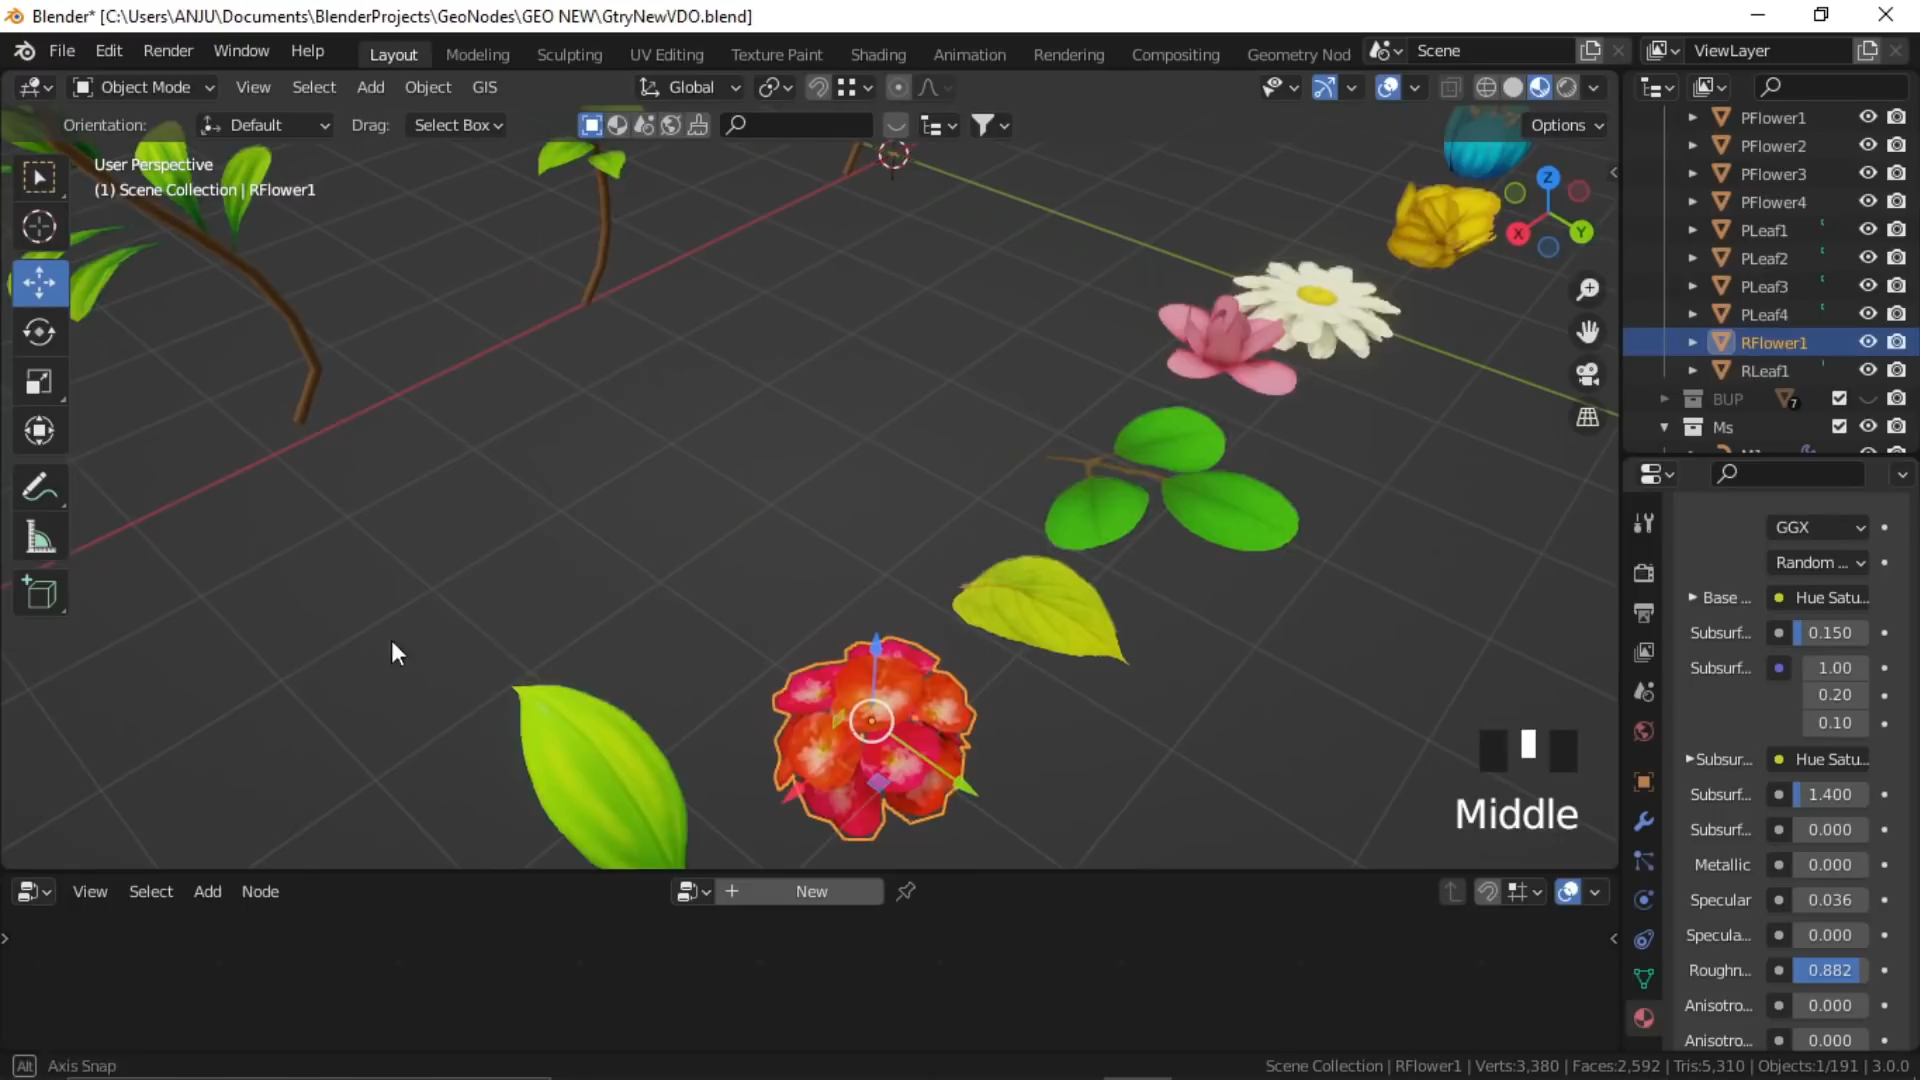 Blender* [C:\Users\ANJU\Documents\BlenderProjects\GeoNodes\GEO NEW\GtryNewVDO.blend]
File Edit Render Window Help Layout Modeling Sculpting UV Editing Texture Paint Shading Animation Rendering Compositing Geometry Nod Scene ViewLayer
Object Mode View Select Add Object GIS Global
Orientation: Default Drag: Select Box Options
User Perspective
(1) Scene Collection | RFlower1
Z
X
Y
PFlower1
PFlower2
PFlower3
PFlower4
PLeaf1
PLeaf2
PLeaf3
PLeaf4
RFlower1
RLeaf1
BUP 7
Ms
GGX
Random ...
Base ... Hue Satu...
Subsurf... 0.150
Subsurf... 1.00
0.20
0.10
Subsur... Hue Satu...
Subsurf... 1.400
Subsurf... 0.000
Metallic 0.000
Specular 0.036
Specula... 0.000
Roughn... 0.882
Anisotro... 0.000
Anisotro... 0.000
Middle
View Select Add Node New
Alt Axis Snap
Scene Collection | RFlower1 | Verts:3,380 | Faces:2,592 | Tris:5,310 | Objects:1/191 | 3.0.0